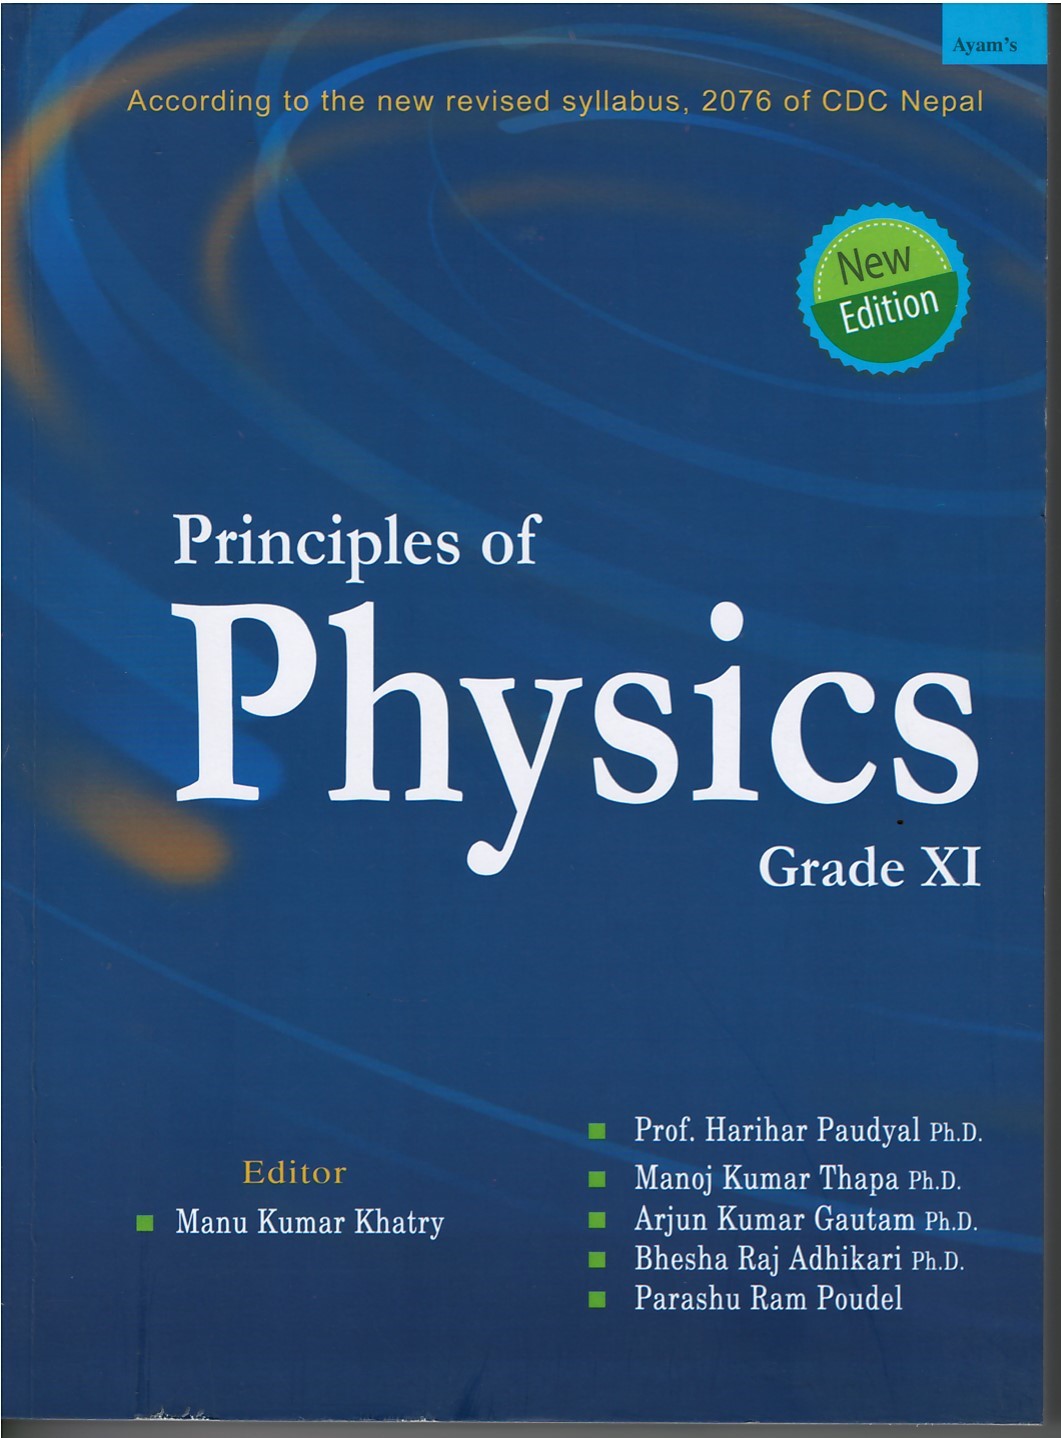 Ayam's
According to the new revised syllabus, 2076 of CDC Nepal
New
Edition
Principles of
Physics
Grade XI
Editor
Manu Kumar Khatry
Prof. Harihar Paudyal Ph.D.
Manoj Kumar Thapa Ph.D.
Arjun Kumar Gautam Ph.D.
Bhesha Raj Adhikari Ph.D.
Parashu Ram Poudel